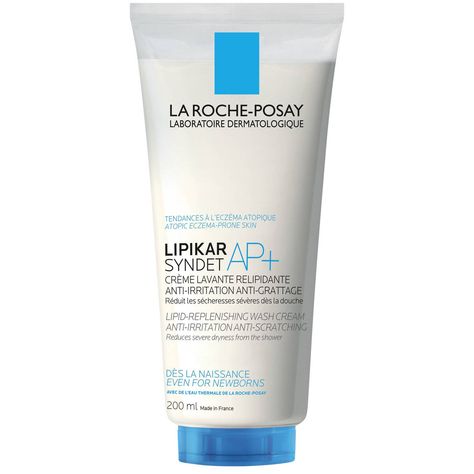 LA ROCHE-POSAY
LABORATOIRE DERMATOLOGIQUE
TENDANCES À L'ECZÉMA ATOPIQUE
ATOPIC ECZEMA-PRONE SKIN
LIPIKAR
SYNDET AP+
CRÈME LAVANTE RELIPIDANTE
ANTI-IRRITATION ANTI-GRATTAGE
Réduit les sécheresses sévères dès la douche
LIPID-REPLENISHING WASH CREAM
ANTI-IRRITATION ANTI-SCRATCHING
Reduces severe dryness from the shower
DÈS LA NAISSANCE
EVEN FOR NEWBORNS
AVEC DE L'EAU THERMALE DE LA ROCHE-POSAY
200 ml Made in France